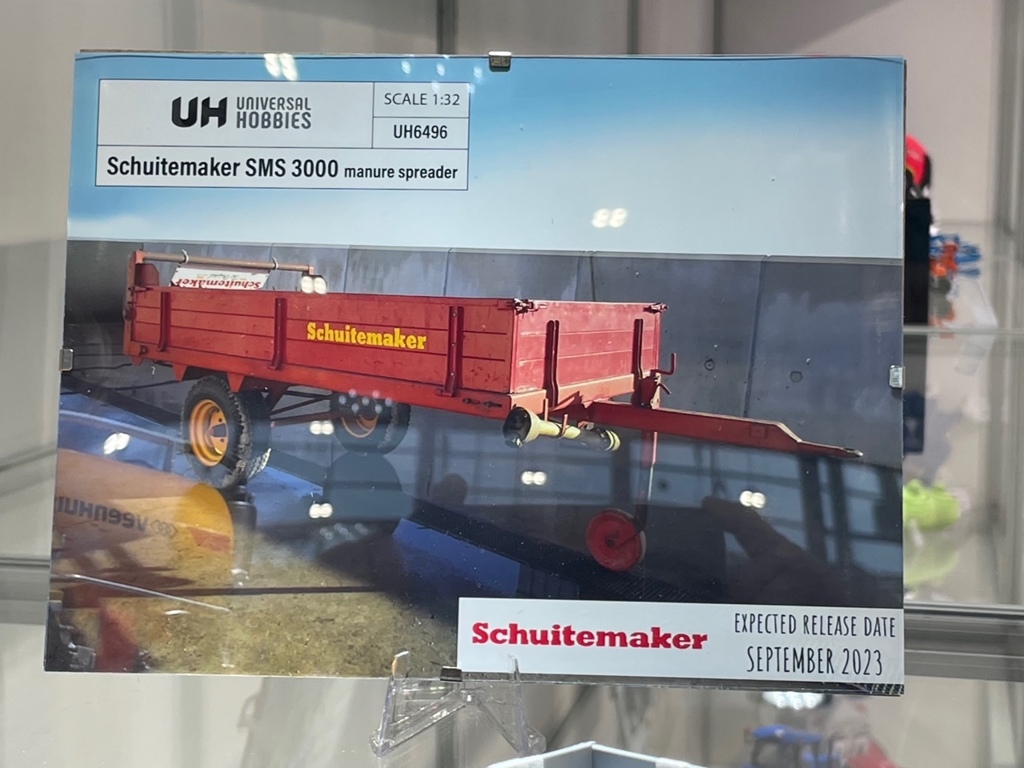 UH UNIVERSAL HOBBIES
SCALE 1:32
UH6496
Schuitemaker SMS 3000 manure spreader
Schuitemaker
Schuitemaker
VEENHUI
Schuitemaker
EXPECTED RELEASE DATE
SEPTEMBER 2023